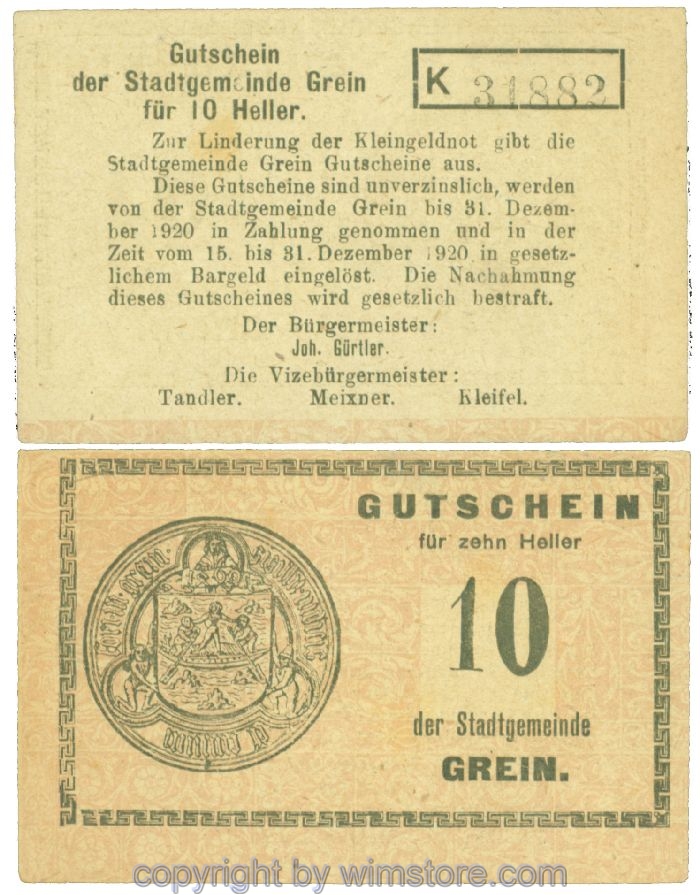 Gutschein
der Stadtgemeinde Grein
für 10 Heller.
K 31882
Zur Linderung der Kleingeldnot gibt die
Stadtgemeinde Grein Gutscheine aus.
Diese Gutscheine sind unverzinslich, werden
von der Stadtgemeinde Grein bis 31. Dezem-
ber 1920 in Zahlung genommen und in der
Zeit vom 15. bis 31. Dezember 1920 in gesetz-
lichem Bargeld eingelöst. Die Nachahmung
dieses Gutscheines wird gesetzlich bestraft.
Der Bürgermeister:
Joh. Gürtler.
Die Vizebürgermeister:
Tandler. Meixner. Kleifel.
GUTSCHEIN
für zehn Heller
10
der Stadtgemeinde
GREIN.
copyright by wimstore.com